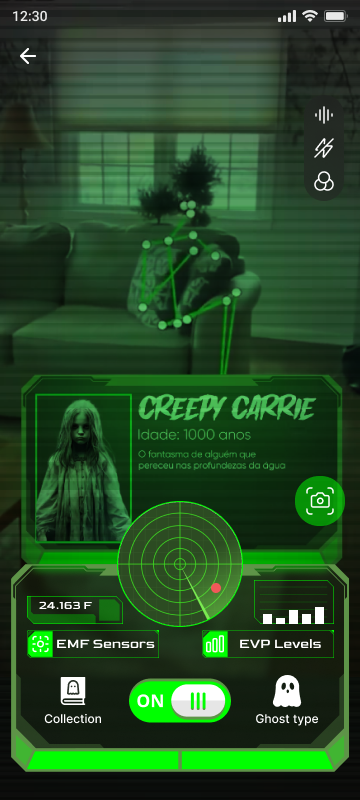 12:30
CREEPY CARRIE
Idade: 1000 anos
O fantasma de alguém que
pereceu nas profundezas da água
24.163 F
EMF Sensors
EVP Levels
Collection
ON
Ghost type